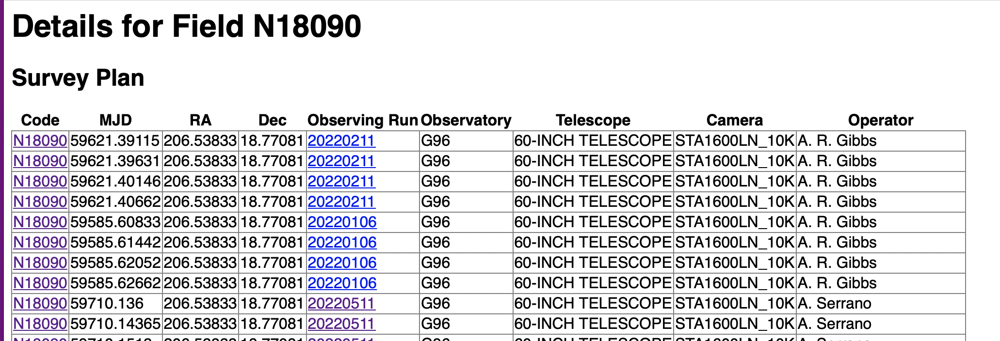 Details for Field N18090
Survey Plan
Code MJD RA Dec Observing Run Observatory Telescope Camera Operator
N18090 59621.39115 206.53833 18.77081 20220211 G96 60-INCH TELESCOPE STA1600LN_10K A. R. Gibbs
N18090 59621.39631 206.53833 18.77081 20220211 G96 60-INCH TELESCOPE STA1600LN_10K A. R. Gibbs
N18090 59621.40146 206.53833 18.77081 20220211 G96 60-INCH TELESCOPE STA1600LN_10K A. R. Gibbs
N18090 59621.40662 206.53833 18.77081 20220211 G96 60-INCH TELESCOPE STA1600LN_10K A. R. Gibbs
N18090 59585.60833 206.53833 18.77081 20220106 G96 60-INCH TELESCOPE STA1600LN_10K A. R. Gibbs
N18090 59585.61442 206.53833 18.77081 20220106 G96 60-INCH TELESCOPE STA1600LN_10K A. R. Gibbs
N18090 59585.62052 206.53833 18.77081 20220106 G96 60-INCH TELESCOPE STA1600LN_10K A. R. Gibbs
N18090 59585.62662 206.53833 18.77081 20220106 G96 60-INCH TELESCOPE STA1600LN_10K A. R. Gibbs
N18090 59710.136 206.53833 18.77081 20220511 G96 60-INCH TELESCOPE STA1600LN_10K A. Serrano
N18090 59710.14365 206.53833 18.77081 20220511 G96 60-INCH TELESCOPE STA1600LN_10K A. Serrano